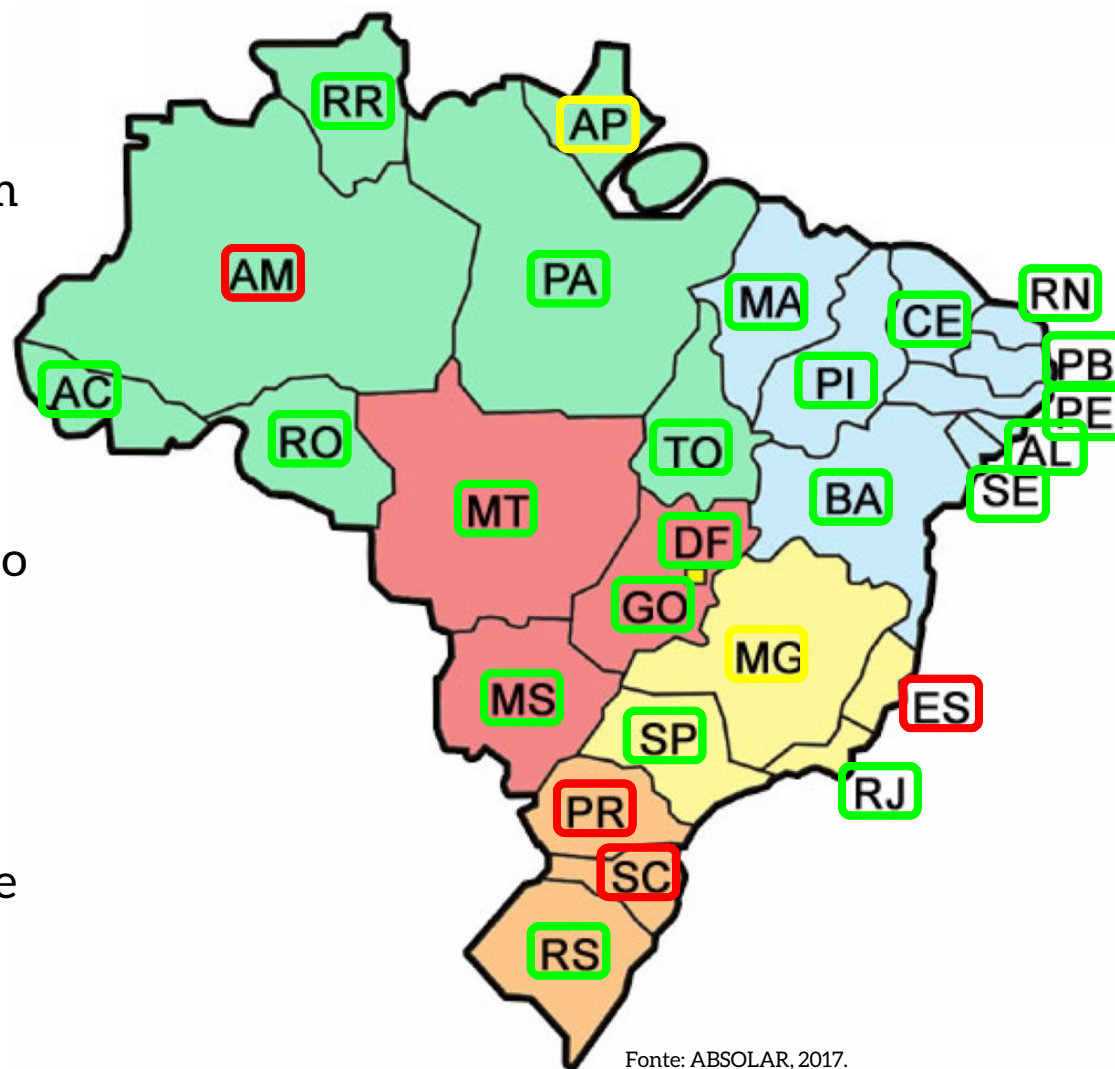 RR
AP
AM
PA
MA
CE
RN
PB
PE
AL
SE
PI
AC
RO
TO
BA
MT
DF
GO
MG
MS
ES
SP
RJ
PR
SC
RS
Fonte: ABSOLAR, 2017.